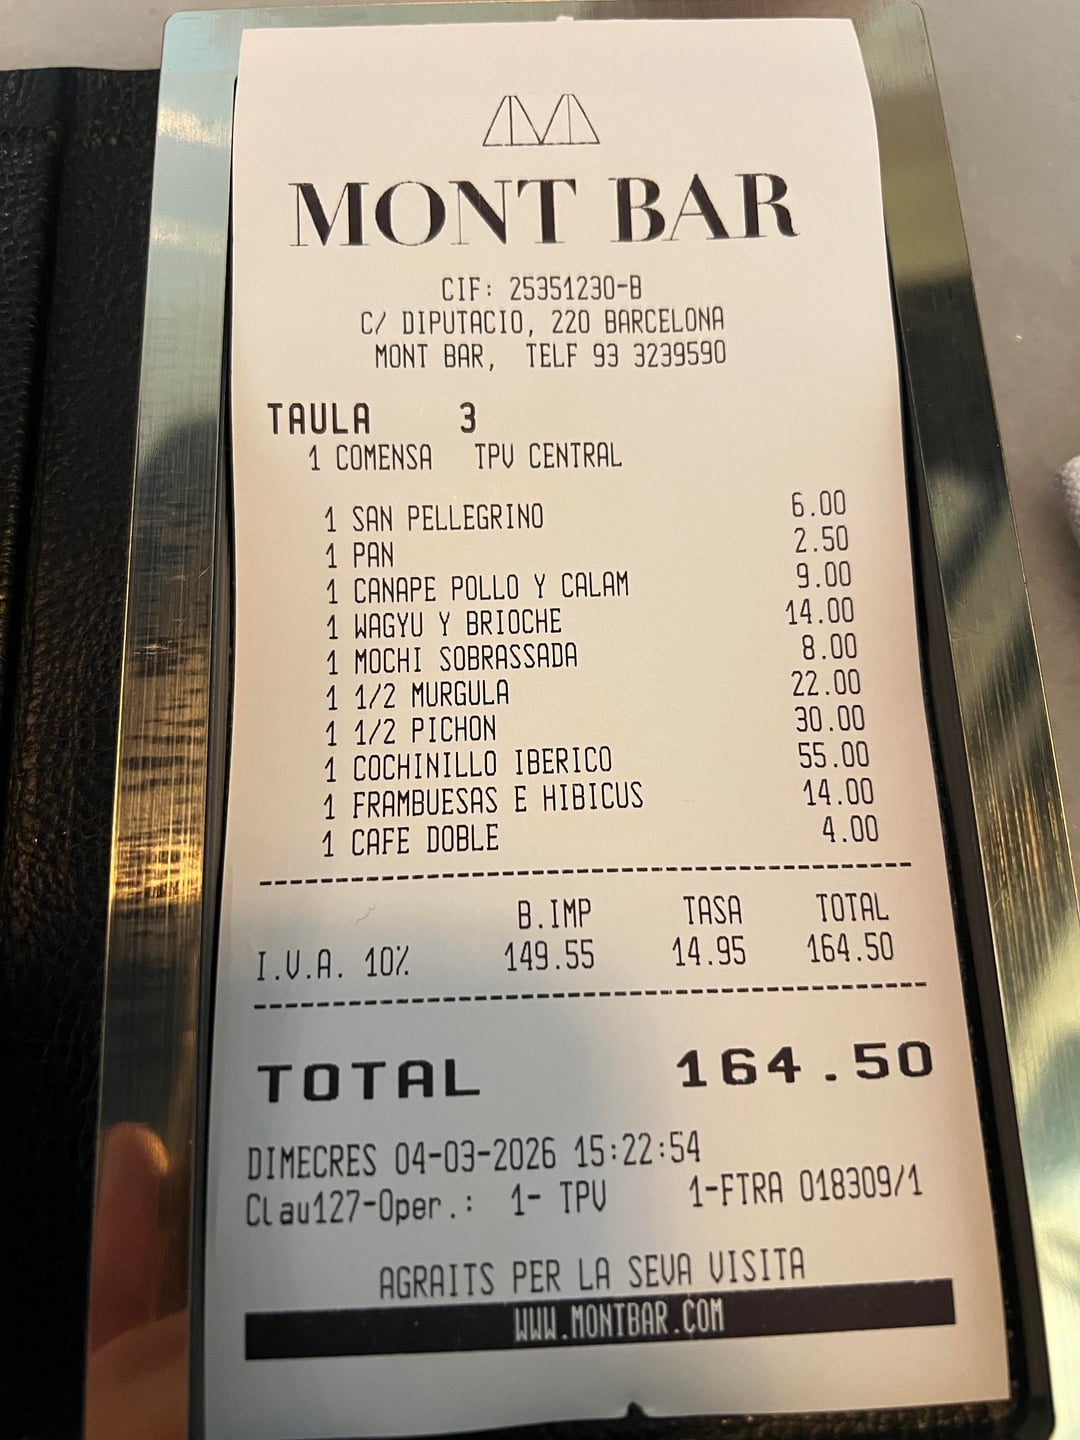 MONT BAR
CIF: 25351230-B
C/ DIPUTACIO, 220 BARCELONA
MONT BAR, TELF 93 3239590
TAULA 3
1 COMENSA TPV CENTRAL
1 SAN PELLEGRINO 6.00
1 PAN 2.50
1 CANAPE POLLO Y CALAM 9.00
1 WAGYU Y BRIOCHE 14.00
1 MOCHI SOBRASSADA 8.00
1 1/2 MURGULA 22.00
1 1/2 PICHON 30.00
1 COCHINILLO IBERICO 55.00
1 FRAMBUESAS E HIBICUS 14.00
1 CAFE DOBLE 4.00
B.IMP TASA TOTAL
I.V.A. 10% 149.55 14.95 164.50
TOTAL 164.50
DIMECRES 04-03-2026 15:22:54
Clau127-Oper.: 1- TPV 1-FTRA 018309/1
AGRAITS PER LA SEVA VISITA
WWW.MONTBAR.COM